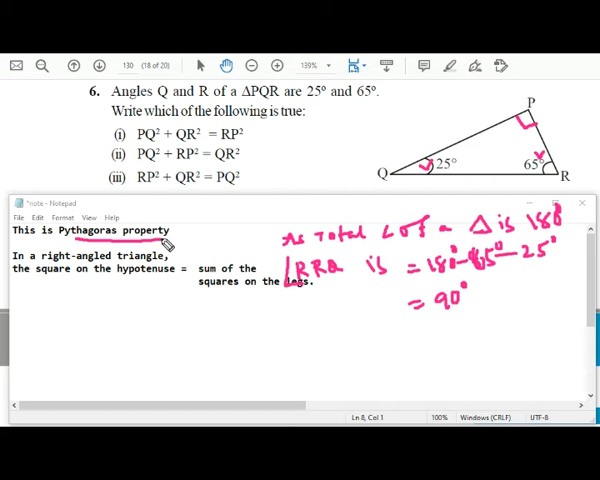 130 (18 of 20)
139%
6. Angles Q and R of a ΔPQR are 25° and 65°.
Write which of the following is true:
(i) PQ² + QR² = RP²
(ii) PQ² + RP² = QR²
(iii) RP² + QR² = PQ²
P
Q
25°
65°
R
*note - Notepad
File Edit Format View Help
This is Pythagoras property
In a right-angled triangle,
the square on the hypotenuse = sum of the
squares on the legs.
As Total ∠ of a Δ is 180°
is = 180° - 65° - 25°
= 90°
Ln 8, Col 1
100%
Windows (CRLF)
UTF-8